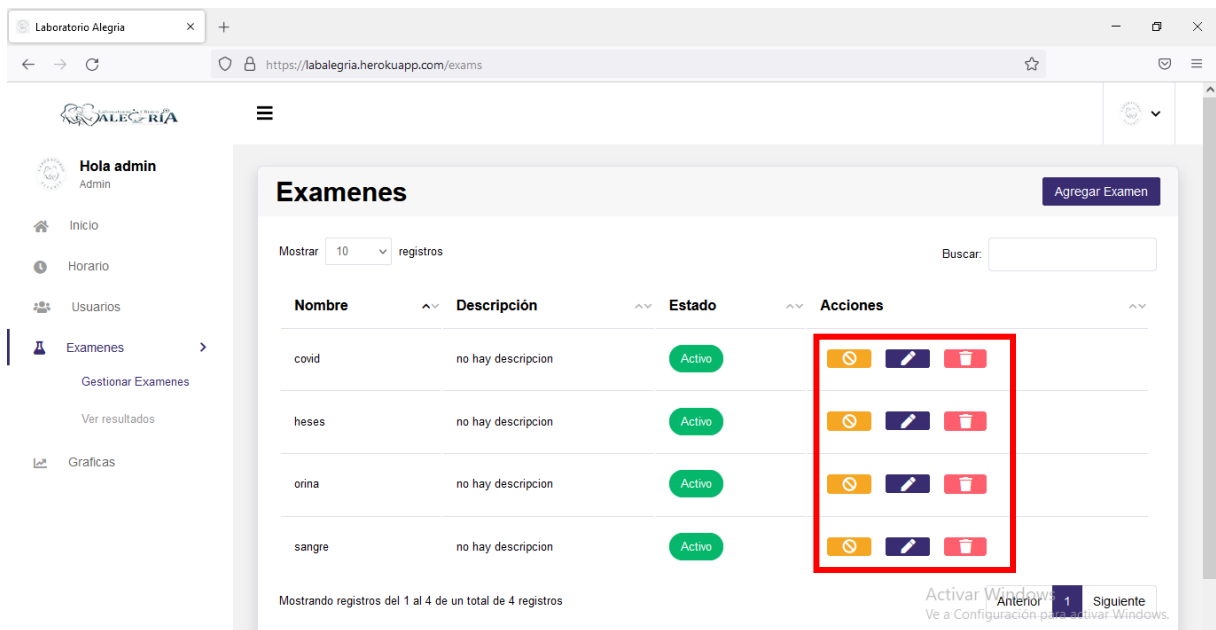 Laboratorio Alegria
https://labalegria.herokuapp.com/exams
ALEGRÍA
Hola admin
Admin
Inicio
Horario
Usuarios
Examenes
Gestionar Examenes
Ver resultados
Graficas
Examenes
Agregar Examen
Mostrar 10 registros
Buscar:
Nombre Descripción Estado Acciones
covid no hay descripcion Activo
heses no hay descripcion Activo
orina no hay descripcion Activo
sangre no hay descripcion Activo
Mostrando registros del 1 al 4 de un total de 4 registros
Anterior 1 Siguiente
Activar Windows
Ve a Configuración para activar Windows.